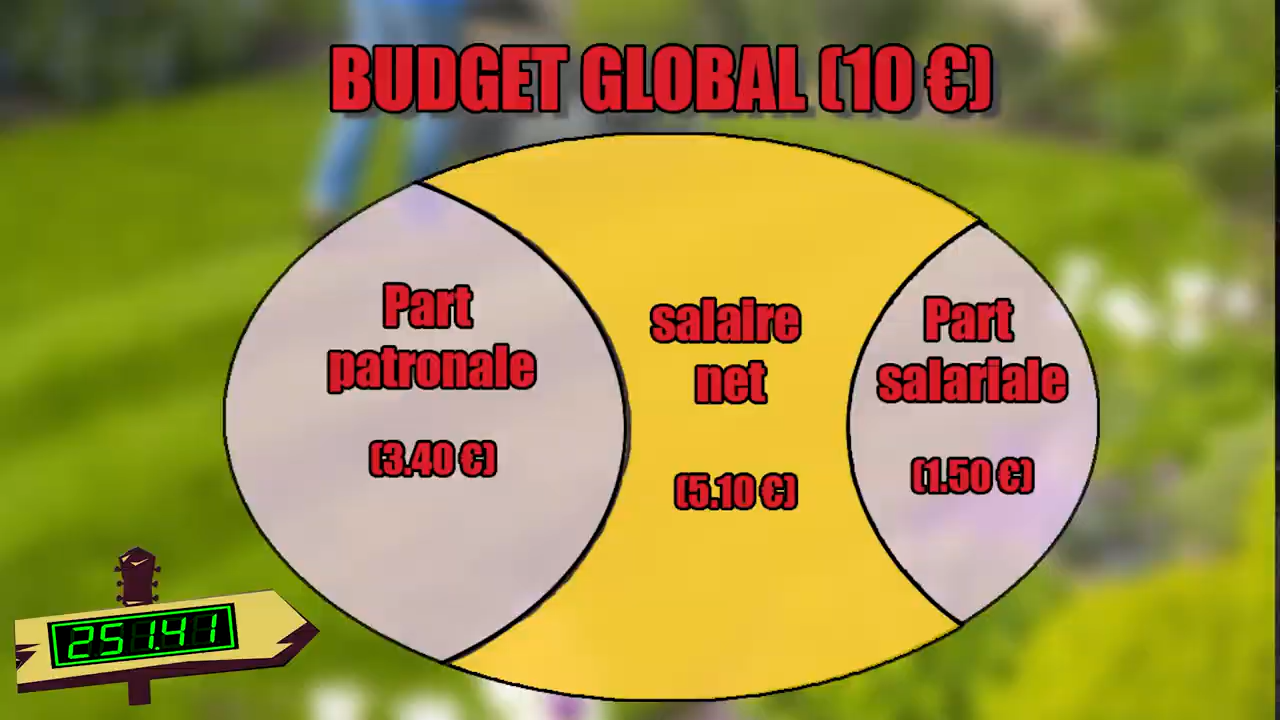 BUDGET GLOBAL (10 €)
Part
patronale
(3.40 €)
salaire
net
(5.10 €)
Part
salariale
(1.50 €)
251.41